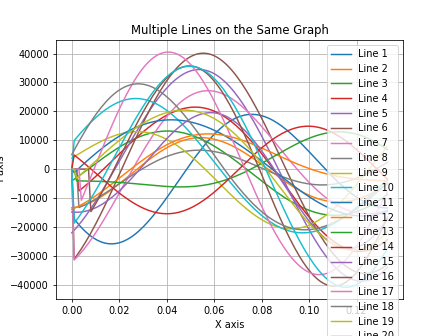 Multiple Lines on the Same Graph
40000
30000
20000
10000
0
−10000
−20000
−30000
−40000
0.00
0.02
0.04
0.06
0.08
0.10
X axis
Line 1
Line 2
Line 3
Line 4
Line 5
Line 6
Line 7
Line 8
Line 9
Line 10
Line 11
Line 12
Line 13
Line 14
Line 15
Line 16
Line 17
Line 18
Line 19
Line 20